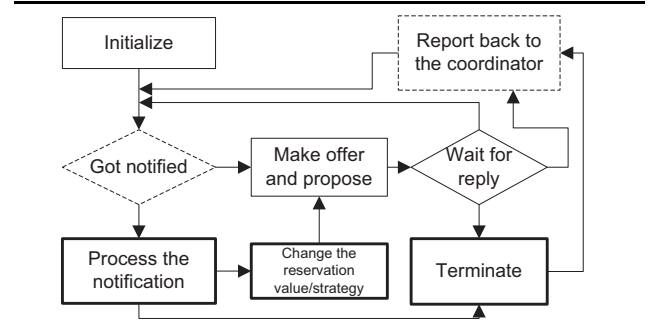 Initialize
Report back to
the coordinator
Got notified
Make offer
and propose
Wait for
reply
Process the
notification
Change the
reservation
value/strategy
Terminate